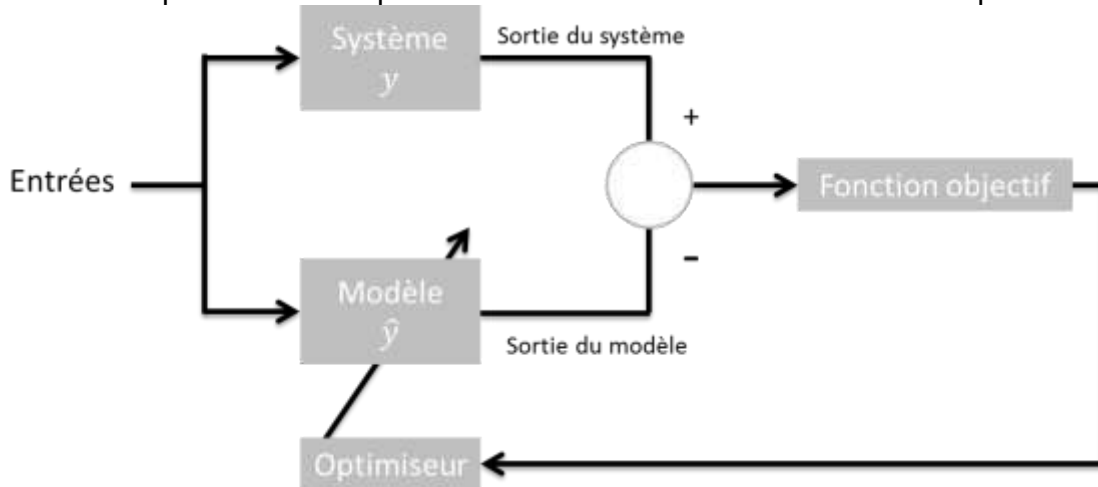 Système
y
Sortie du système
+
Entrées
Fonction objectif
-
Modèle
ŷ
Sortie du modèle
Optimiseur